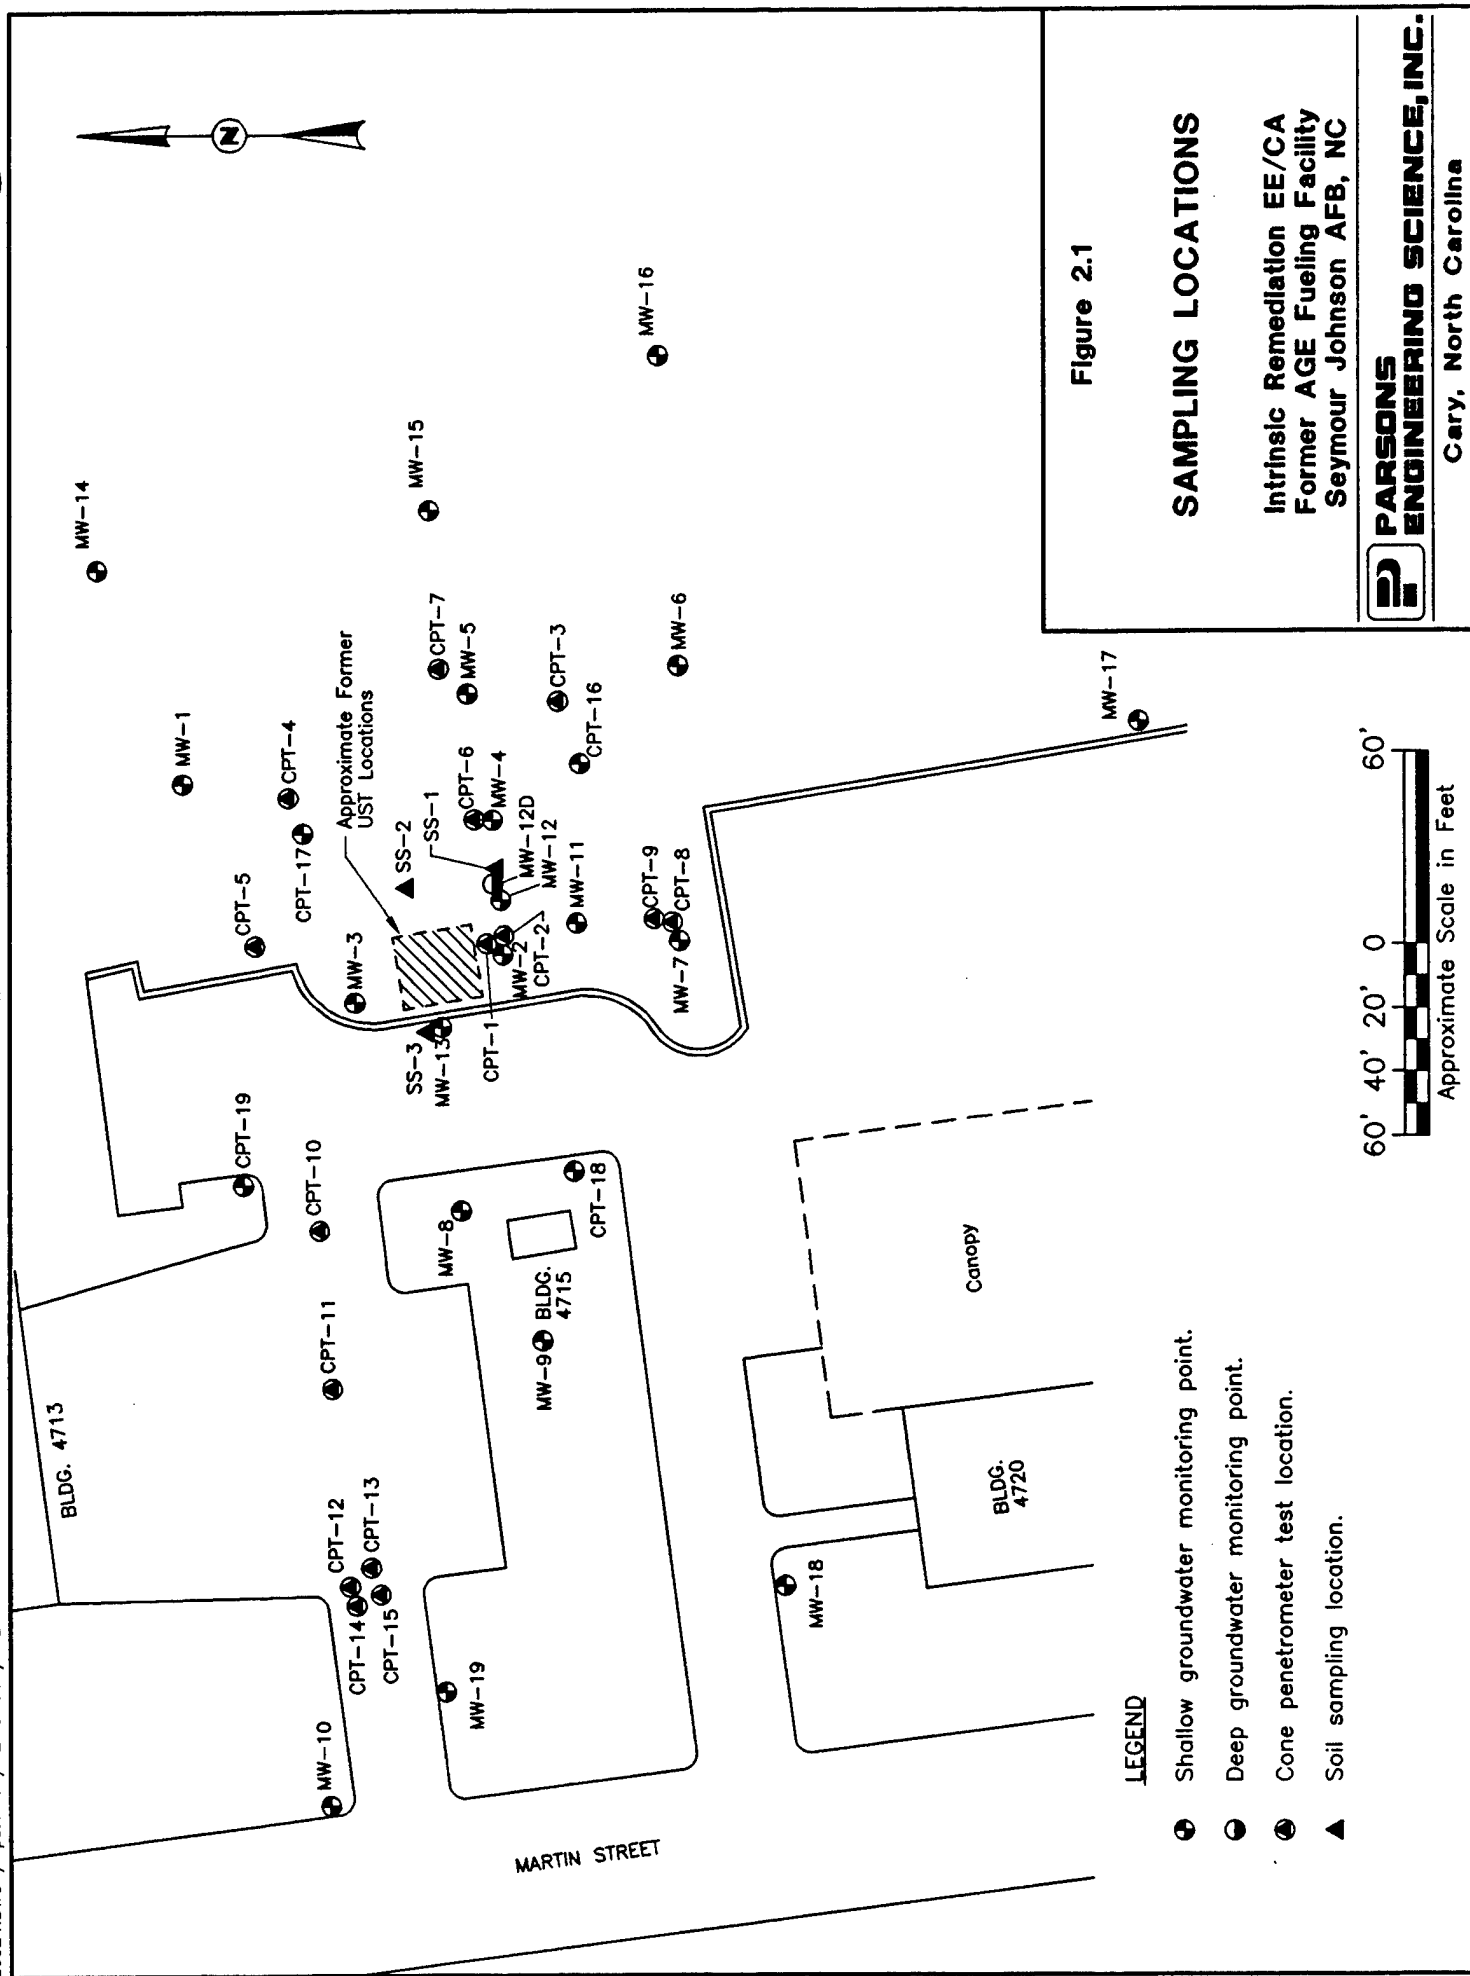 MW-14
MW-1
MW-15
MW-16
CPT-4
CPT-17
CPT-5
Approximate Former
UST Locations
CPT-7
MW-5
CPT-3
CPT-16
MW-6
MW-17
CPT-6
MW-4
SS-2
SS-1
MW-12D
MW-12
MW-11
MW-3
MW-2
CPT-2
CPT-1
CPT-9
CPT-8
MW-7
SS-3
MW-13
CPT-19
CPT-10
CPT-11
MW-8
CPT-18
BLDG.
4715
MW-9
BLDG. 4713
CPT-12
CPT-13
CPT-14
CPT-15
MW-10
MW-19
MW-18
Canopy
BLDG.
4720
MARTIN STREET
N
LEGEND
Shallow groundwater monitoring point.
Deep groundwater monitoring point.
Cone penetrometer test location.
Soil sampling location.
60' 40' 20' 0 60'
Approximate Scale in Feet
Figure 2.1
SAMPLING LOCATIONS
Intrinsic Remediation EE/CA
Former AGE Fueling Facility
Seymour Johnson AFB, NC
PARSONS
ENGINEERING SCIENCE, INC.
Cary, North Carolina